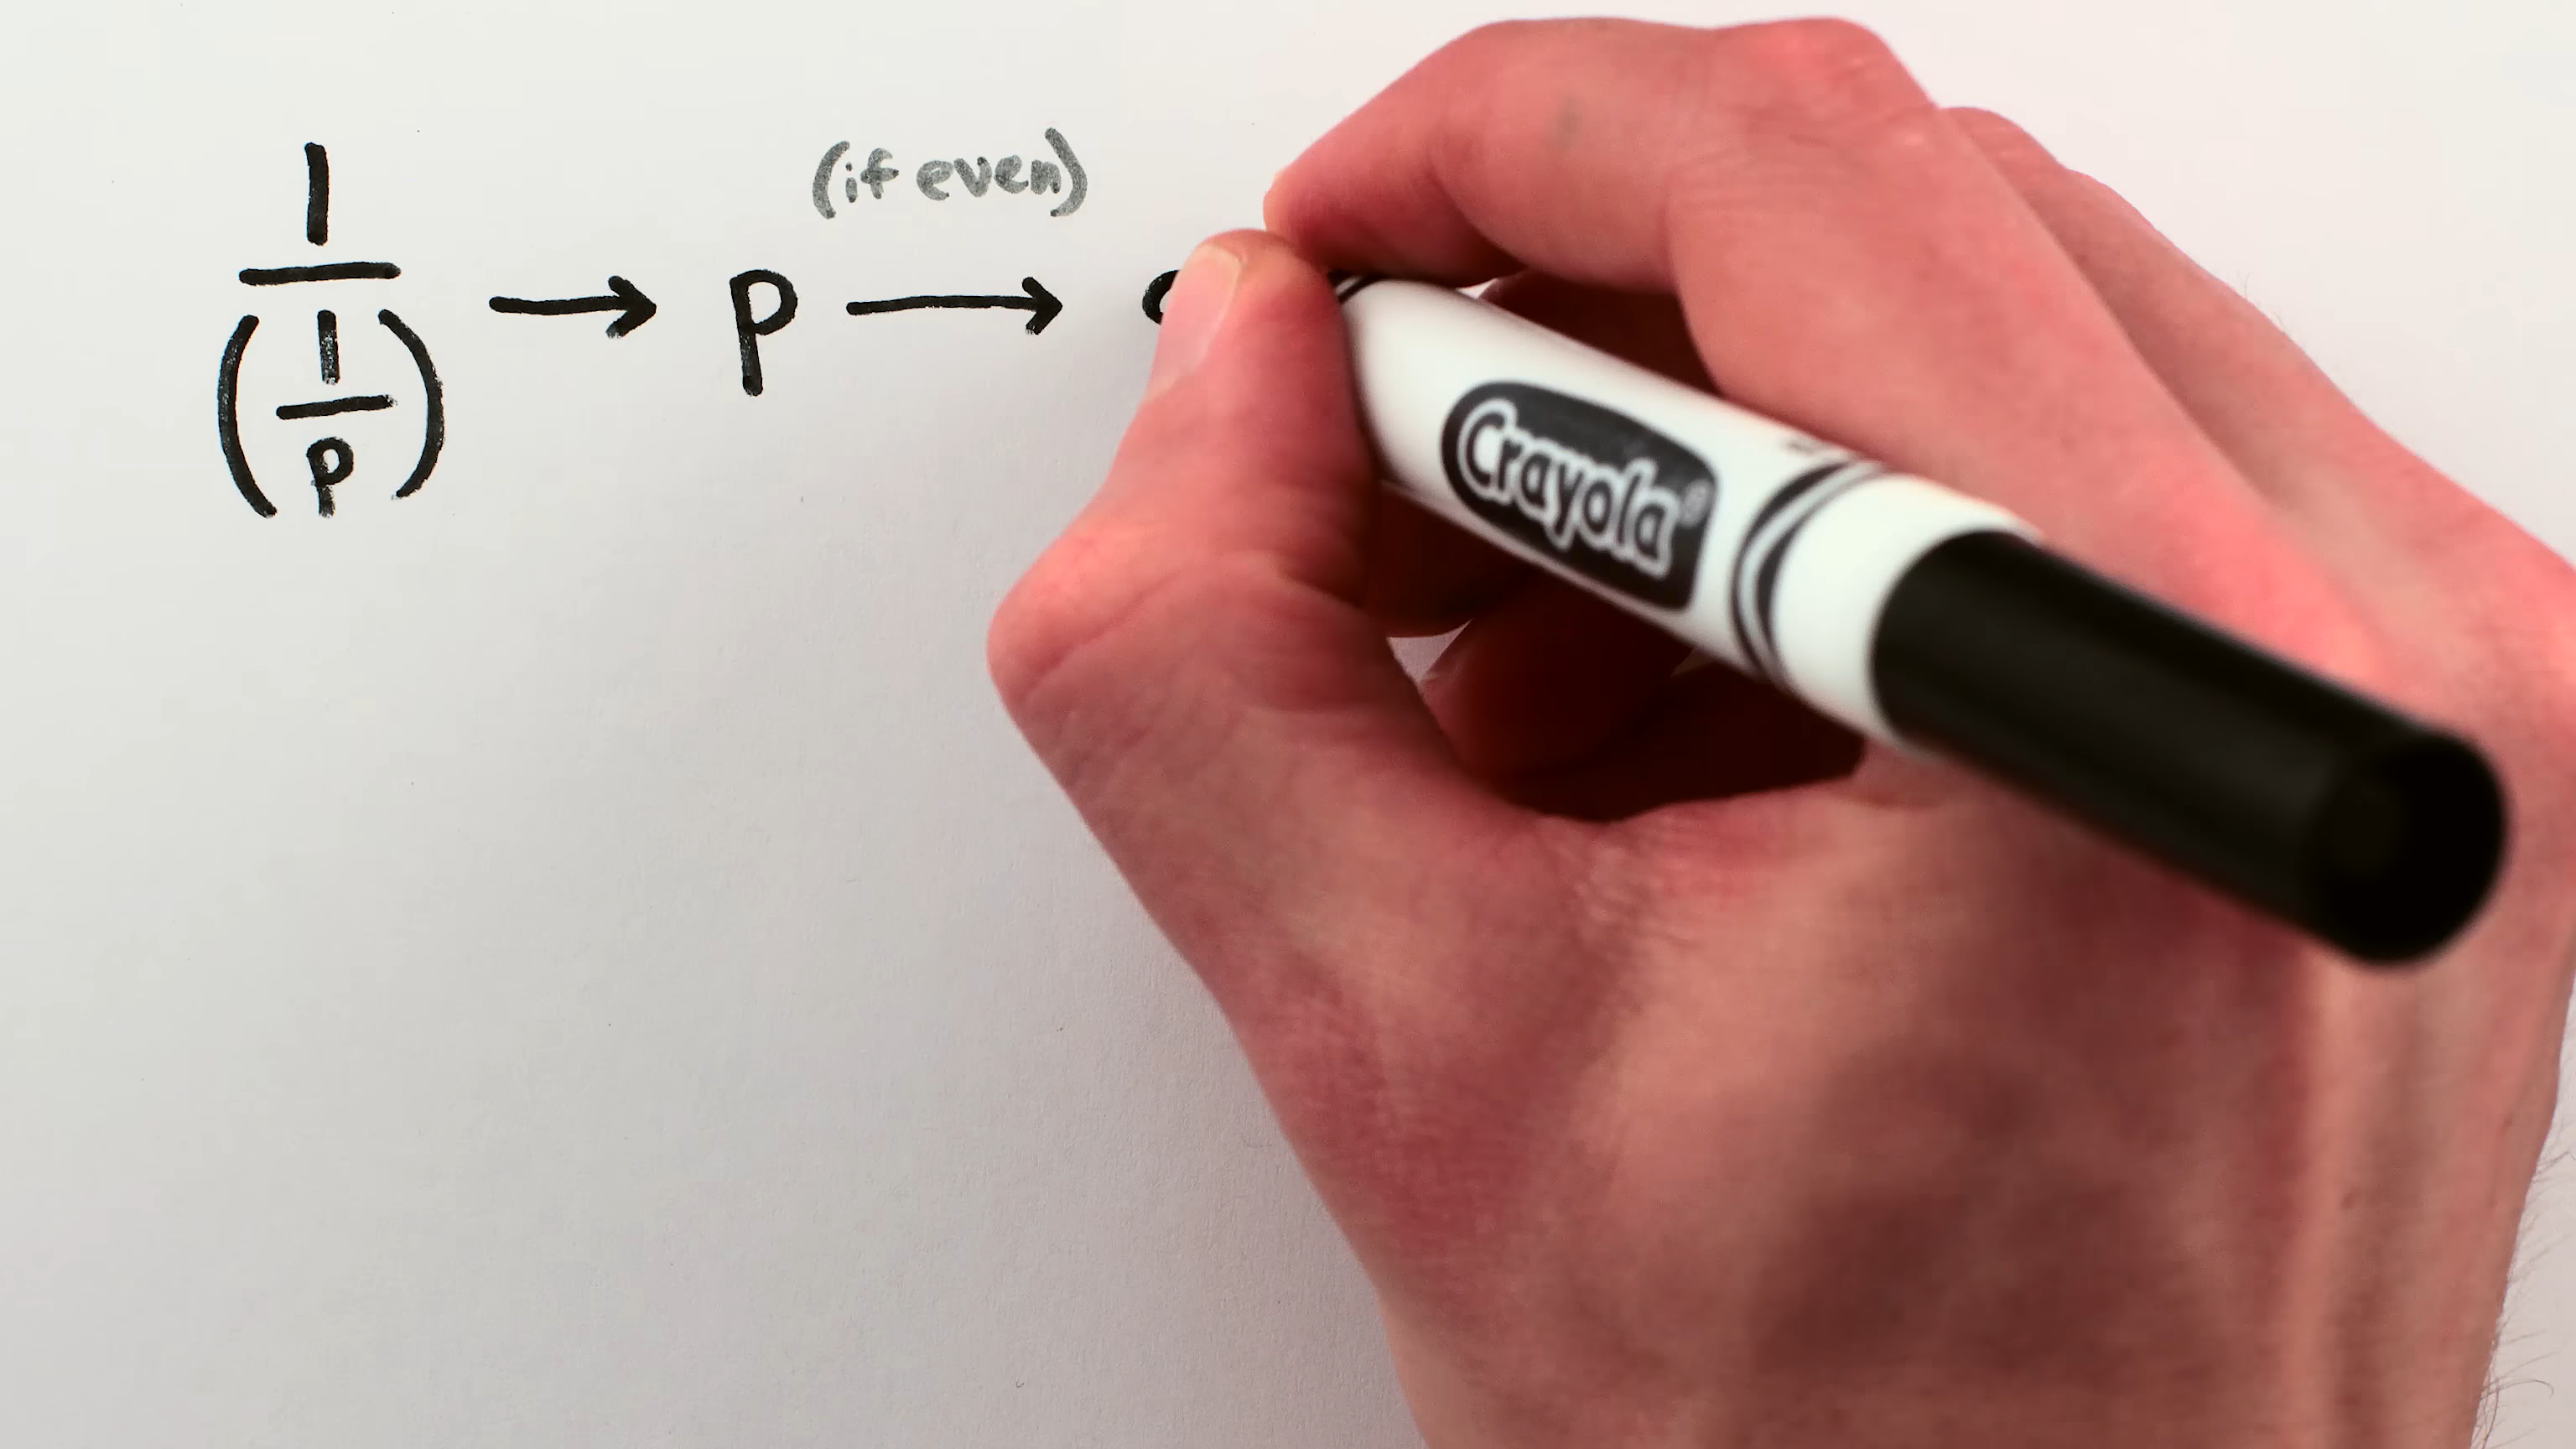 (if even)
1
—
(1/p) → p →
Crayola®